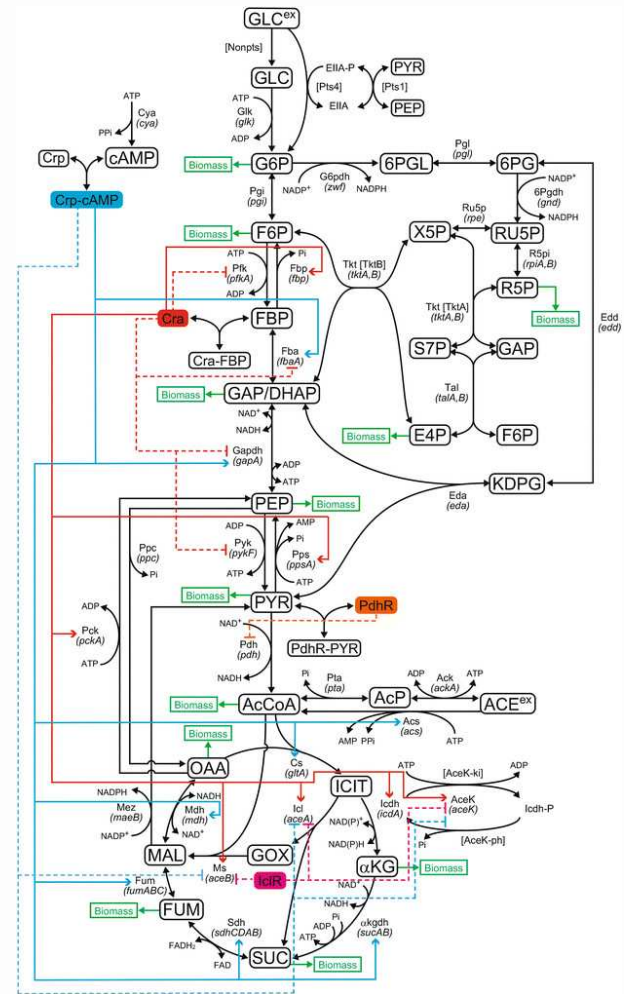 GLCex
[Nonpts]
EIIA-P
PYR
[Pts4]
[Pts1]
EIIA
PEP
GLC
ATP
Glk
(glk)
ADP
ATP
Cya
(cya)
PPi
Crp
cAMP
Crp-cAMP
Biomass
G6P
G6pdh
(zwf)
NADP+
NADPH
6PGL
Pgl
(pgl)
6PG
NADP+
6Pgdh
(gnd)
NADPH
Pgi
(pgi)
Ru5p
(rpe)
X5P
RU5P
Biomass
F6P
R5Pi
(rpiA,B)
ATP
Pfk
(pfkA)
ADP
Pi
Fbp
(fbp)
Tkt [TktB]
(tktA,B)
Tkt [TktA]
(tktA,B)
R5P
Biomass
Edd
(edd)
Cra
FBP
Cra-FBP
Fba
(fbaA)
S7P
GAP
Tal
(talA,B)
Biomass
GAP/DHAP
Biomass
E4P
F6P
NAD+
NADH
Gapdh
(gapA)
ADP
ATP
KDPG
Eda
(eda)
PEP
Biomass
Ppc
(ppc)
Pi
ADP
Pyk
(pykF)
ATP
AMP
Pi
Pps
(ppsA)
ATP
Biomass
PYR
PdhR
PdhR-PYR
ADP
Pck
(pckA)
ATP
NAD+
Pdh
(pdh)
NADH
Biomass
AcCoA
Pi
Pta
(pta)
AcP
ADP
Ack
(ackA)
ATP
ACEex
Acs
(acs)
AMP
PPi
ATP
Biomass
OAA
Cs
(gltA)
ICIT
ATP
[AceK-ki]
ADP
NADPH
Mez
(maeB)
NADP+
NADH
Mdh
(mdh)
NAD+
Icl
(aceA)
Icdh
(icdA)
AceK
(aceK)
Icdh-P
[AceK-ph]
Pi
NAD(P)+
NAD(P)H
MAL
GOX
Ms
(aceB)
IclR
αKG
Biomass
Fum
(fumABC)
Biomass
FUM
Sdh
(sdhCDAB)
FADH2
FAD
SUC
Biomass
NAD+
NADH
Pi
ADP
ATP
αkgdh
(sucAB)